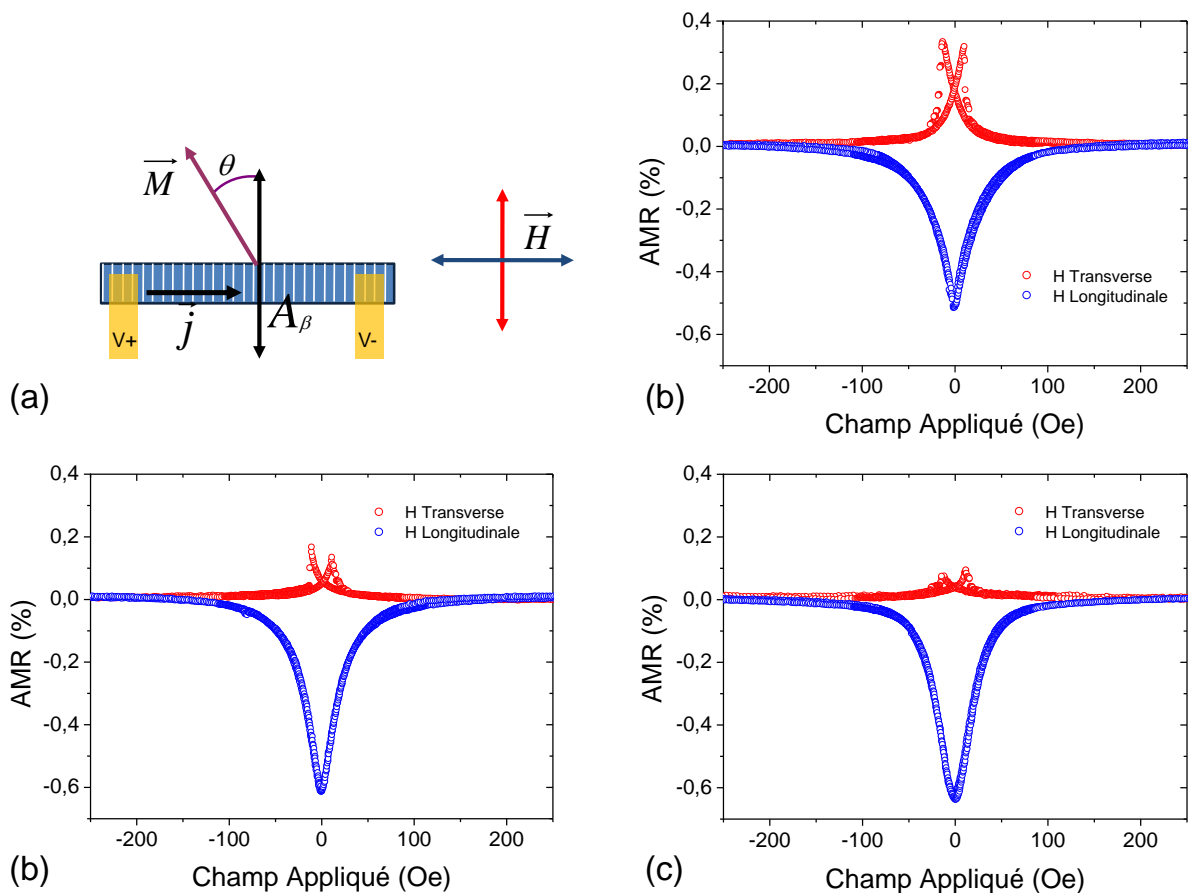 M
θ
H
j
Aβ
V+
V-
(a)
0,4
0,2
0,0
-0,2
-0,4
-0,6
AMR (%)
H Transverse
H Longitudinale
-200 -100 0 100 200
Champ Appliqué (Oe)
(b)
0,4
0,2
0,0
-0,2
-0,4
-0,6
AMR (%)
H Transverse
H Longitudinale
-200 -100 0 100 200
Champ Appliqué (Oe)
(b)
0,4
0,2
0,0
-0,2
-0,4
-0,6
AMR (%)
H Transverse
H Longitudinale
-200 -100 0 100 200
Champ Appliqué (Oe)
(c)